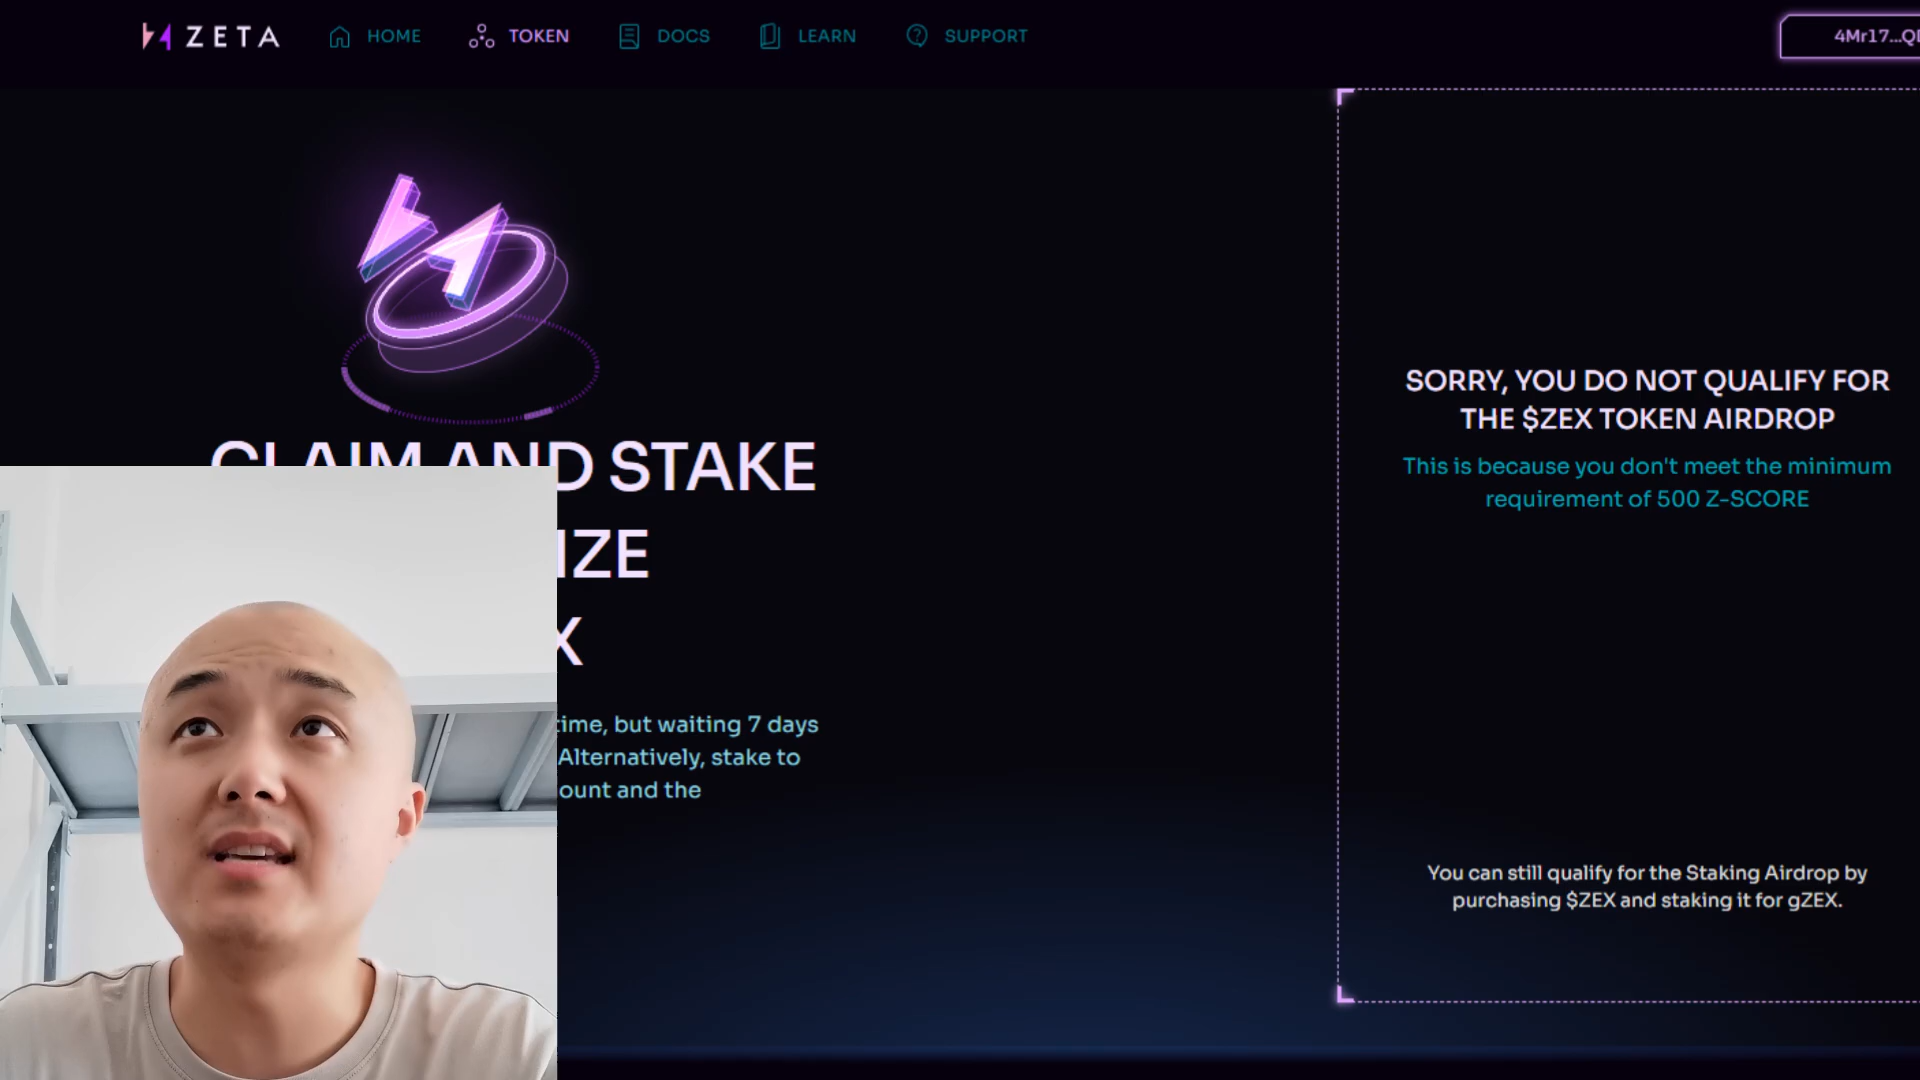 ZETA
HOME
TOKEN
DOCS
LEARN
SUPPORT
4Mr17...Q
CLAIM AND STAKE
IZE
X
time, but waiting 7 days
Alternatively, stake to
ount and the
SORRY, YOU DO NOT QUALIFY FOR
THE $ZEX TOKEN AIRDROP
This is because you don't meet the minimum
requirement of 500 Z-SCORE
You can still qualify for the Staking Airdrop by
purchasing $ZEX and staking it for gZEX.